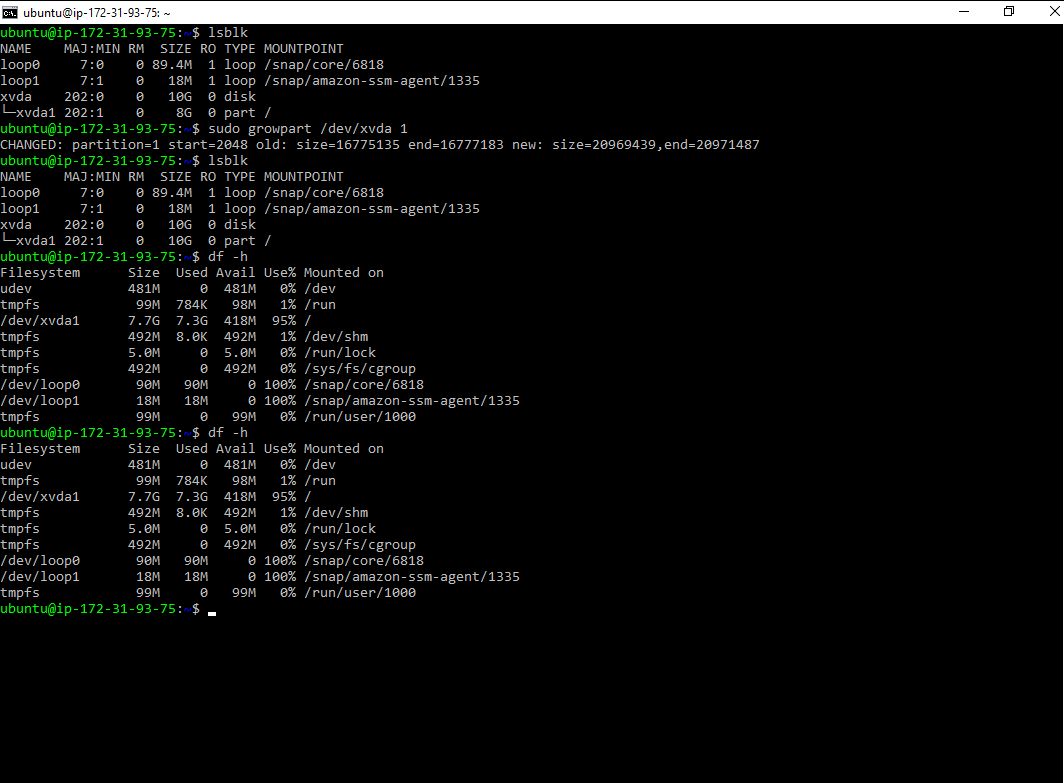 ubuntu@ip-172-31-93-75: ~
ubuntu@ip-172-31-93-75:~$ lsblk
NAME    MAJ:MIN RM  SIZE RO TYPE MOUNTPOINT
loop0     7:0    0 89.4M  1 loop /snap/core/6818
loop1     7:1    0   18M  1 loop /snap/amazon-ssm-agent/1335
xvda    202:0    0   10G  0 disk
└─xvda1 202:1    0    8G  0 part /
ubuntu@ip-172-31-93-75:~$ sudo growpart /dev/xvda 1
CHANGED: partition=1 start=2048 old: size=16775135 end=16777183 new: size=20969439,end=20971487
ubuntu@ip-172-31-93-75:~$ lsblk
NAME    MAJ:MIN RM  SIZE RO TYPE MOUNTPOINT
loop0     7:0    0 89.4M  1 loop /snap/core/6818
loop1     7:1    0   18M  1 loop /snap/amazon-ssm-agent/1335
xvda    202:0    0   10G  0 disk
└─xvda1 202:1    0   10G  0 part /
ubuntu@ip-172-31-93-75:~$ df -h
Filesystem      Size  Used Avail Use% Mounted on
udev            481M     0  481M   0% /dev
tmpfs            99M  784K   98M   1% /run
/dev/xvda1      7.7G  7.3G  418M  95% /
tmpfs           492M  8.0K  492M   1% /dev/shm
tmpfs           5.0M     0  5.0M   0% /run/lock
tmpfs           492M     0  492M   0% /sys/fs/cgroup
/dev/loop0       90M   90M     0 100% /snap/core/6818
/dev/loop1       18M   18M     0 100% /snap/amazon-ssm-agent/1335
tmpfs            99M     0   99M   0% /run/user/1000
ubuntu@ip-172-31-93-75:~$ df -h
Filesystem      Size  Used Avail Use% Mounted on
udev            481M     0  481M   0% /dev
tmpfs            99M  784K   98M   1% /run
/dev/xvda1      7.7G  7.3G  418M  95% /
tmpfs           492M  8.0K  492M   1% /dev/shm
tmpfs           5.0M     0  5.0M   0% /run/lock
tmpfs           492M     0  492M   0% /sys/fs/cgroup
/dev/loop0       90M   90M     0 100% /snap/core/6818
/dev/loop1       18M   18M     0 100% /snap/amazon-ssm-agent/1335
tmpfs            99M     0   99M   0% /run/user/1000
ubuntu@ip-172-31-93-75:~$ _